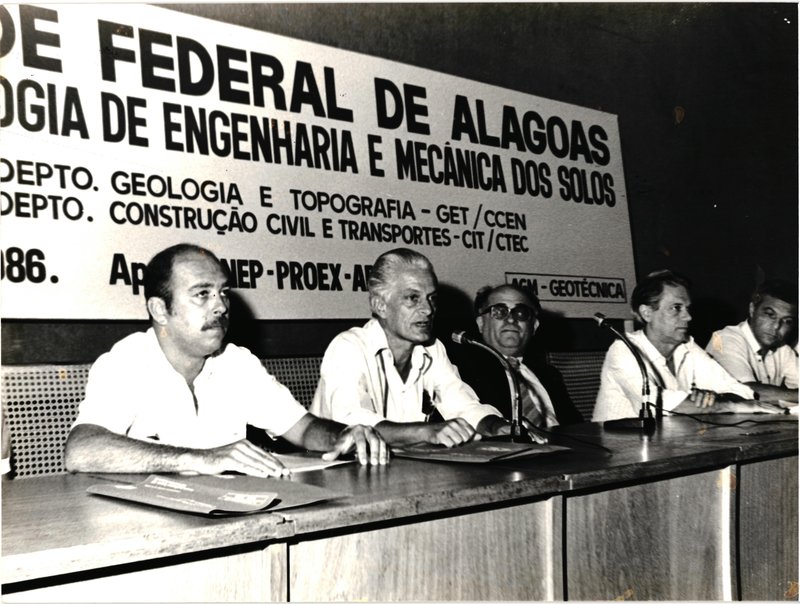 DE FEDERAL DE ALAGOAS
OGIA DE ENGENHARIA E MECÂNICA DOS SOLOS
DEPTO. GEOLOGIA E TOPOGRAFIA - GET/CCEN
DEPTO. CONSTRUÇÃO CIVIL E TRANSPORTES - CIT/CTEC
986. NEP - PROEX - AGM - GEOTÉCNICA